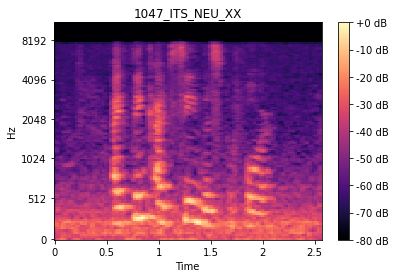 1047_ITS_NEU_XX
+0 dB
8192
-10 dB
4096
-20 dB
-30 dB
2048
Hz
-40 dB
1024
-50 dB
512
-60 dB
-70 dB
0
-80 dB
0 0.5 1 1.5 2 2.5
Time